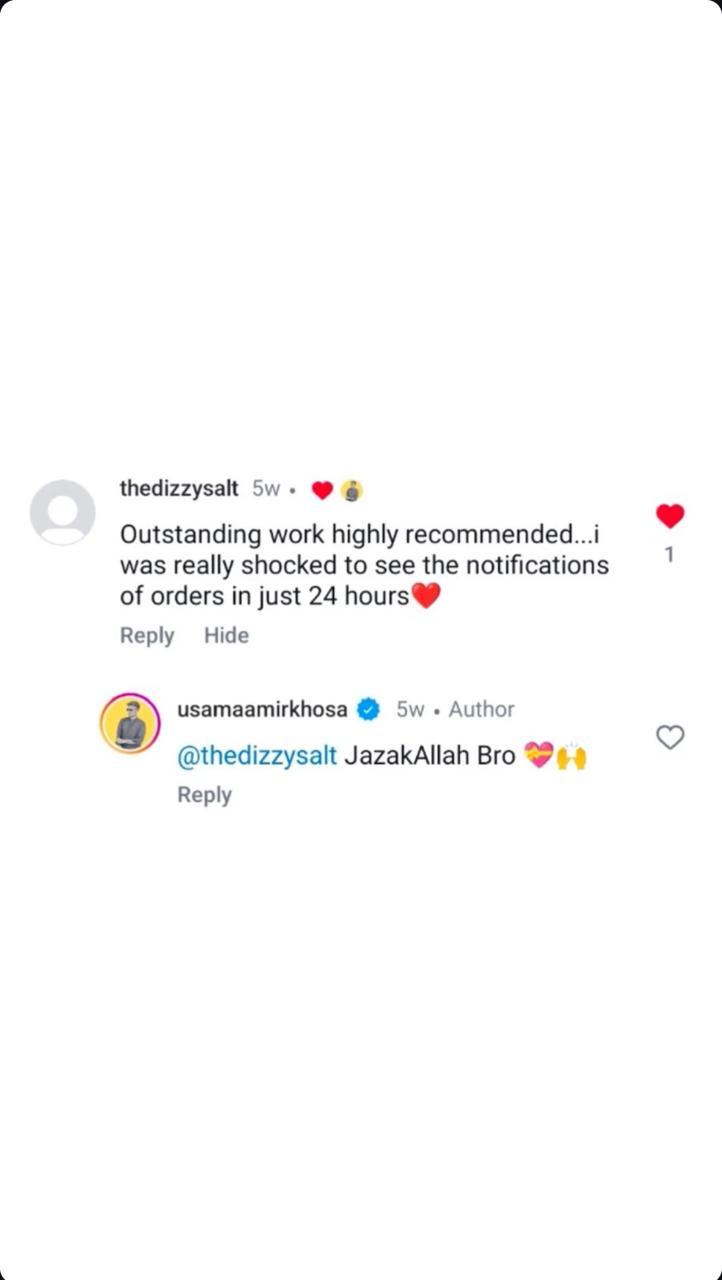 thedizzysalt 5w • ❤️
Outstanding work highly recommended...i
was really shocked to see the notifications
of orders in just 24 hours❤️
1
Reply Hide
usamaamirkhosa 5w • Author
@thedizzysalt JazakAllah Bro 💝🙌
Reply